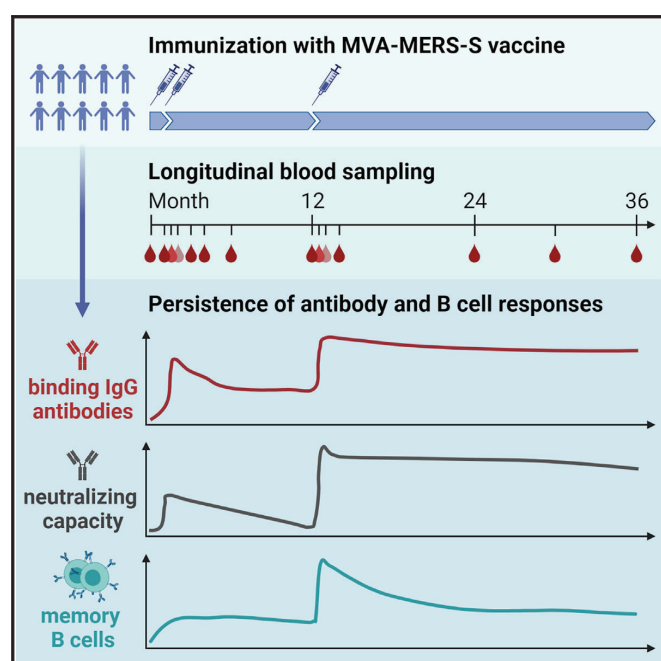 Immunization with MVA-MERS-S vaccine
Longitudinal blood sampling
Month 12 24 36
Persistence of antibody and B cell responses
binding IgG
antibodies
neutralizing
capacity
memory
B cells